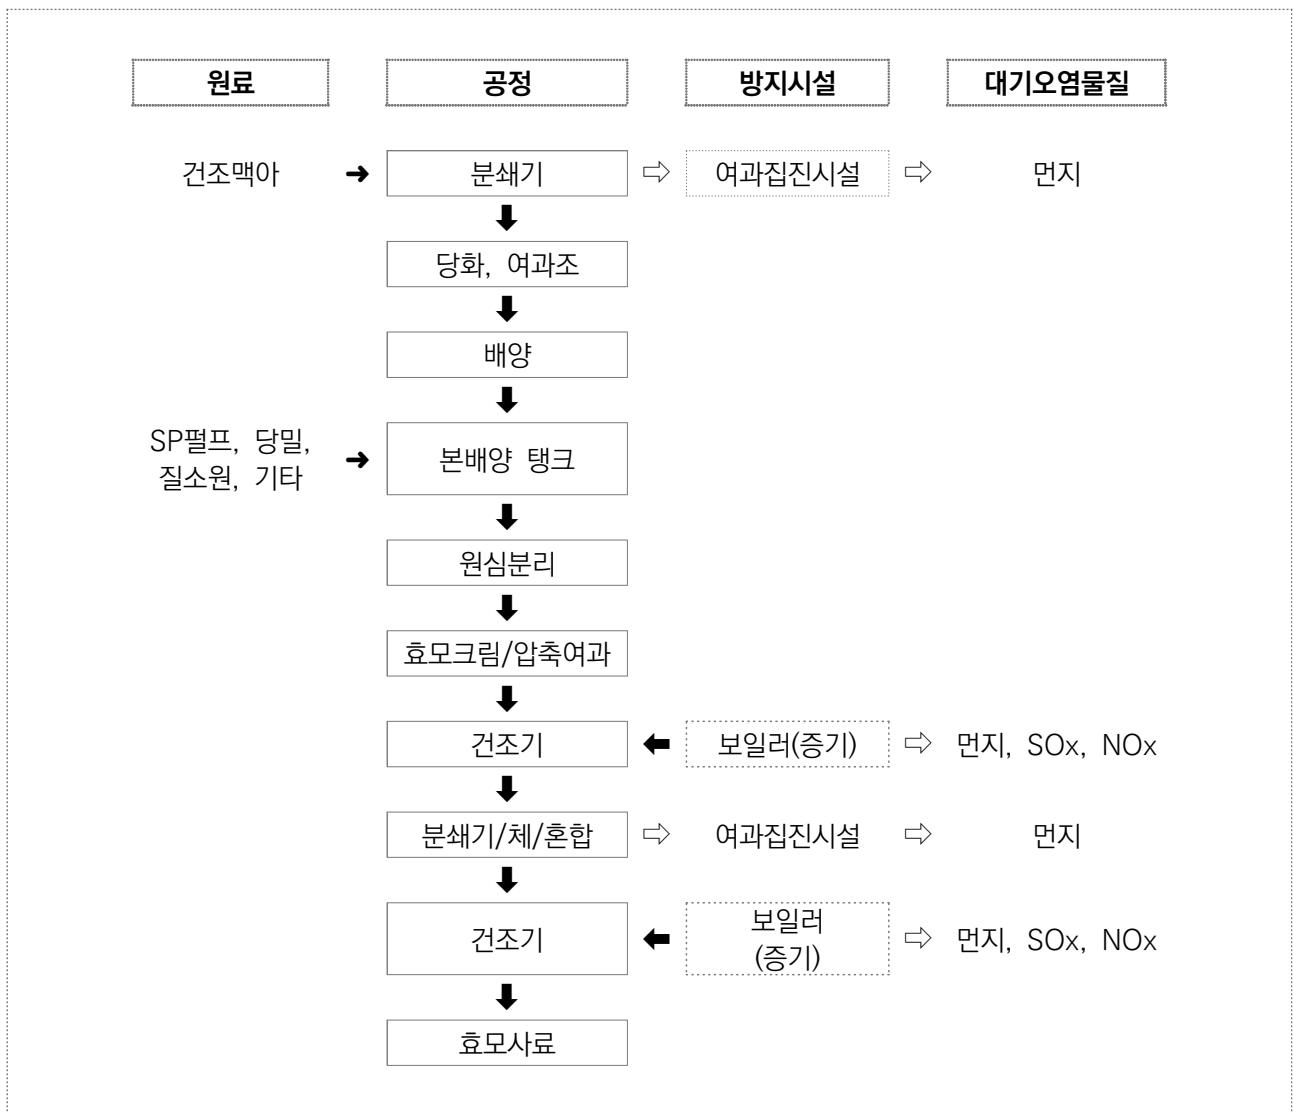 원료 공정 방지시설 대기오염물질
건조맥아 ➜ 분쇄기 ⇨ 여과집진시설 ⇨ 먼지
당화, 여과조
배양
SP펄프, 당밀,
질소원, 기타 ➜ 본배양 탱크
원심분리
효모크림/압축여과
건조기 보일러(증기) ⇨ 먼지, SOx, NOx
분쇄기/체/혼합 ⇨ 여과집진시설 ⇨ 먼지
건조기 보일러
(증기) ⇨ 먼지, SOx, NOx
효모사료